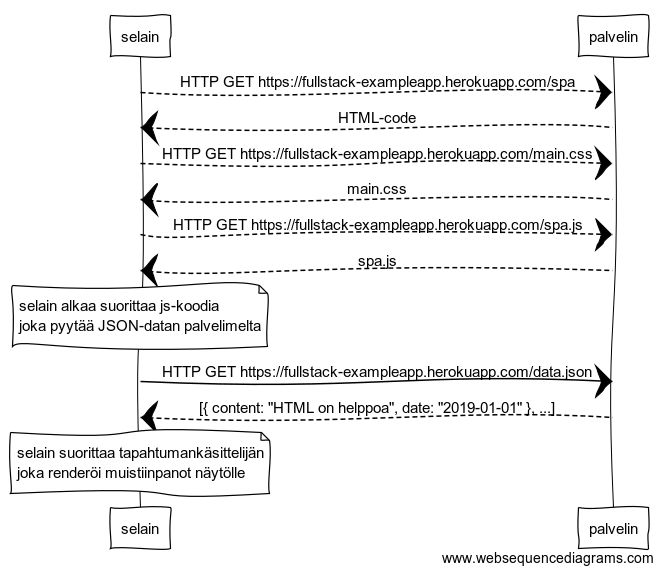 selain
palvelin
HTTP GET https://fullstack-exampleapp.herokuapp.com/spa
HTML-code
HTTP GET https://fullstack-exampleapp.herokuapp.com/main.css
main.css
HTTP GET https://fullstack-exampleapp.herokuapp.com/spa.js
spa.js
selain alkaa suorittaa js-koodia
joka pyytää JSON-datan palvelimelta
HTTP GET https://fullstack-exampleapp.herokuapp.com/data.json
[{ content: "HTML on helppoa", date: "2019-01-01" }, ...]
selain suorittaa tapahtumankäsittelijän
joka renderöi muistiinpanot näytölle
selain
palvelin
www.websequencediagrams.com